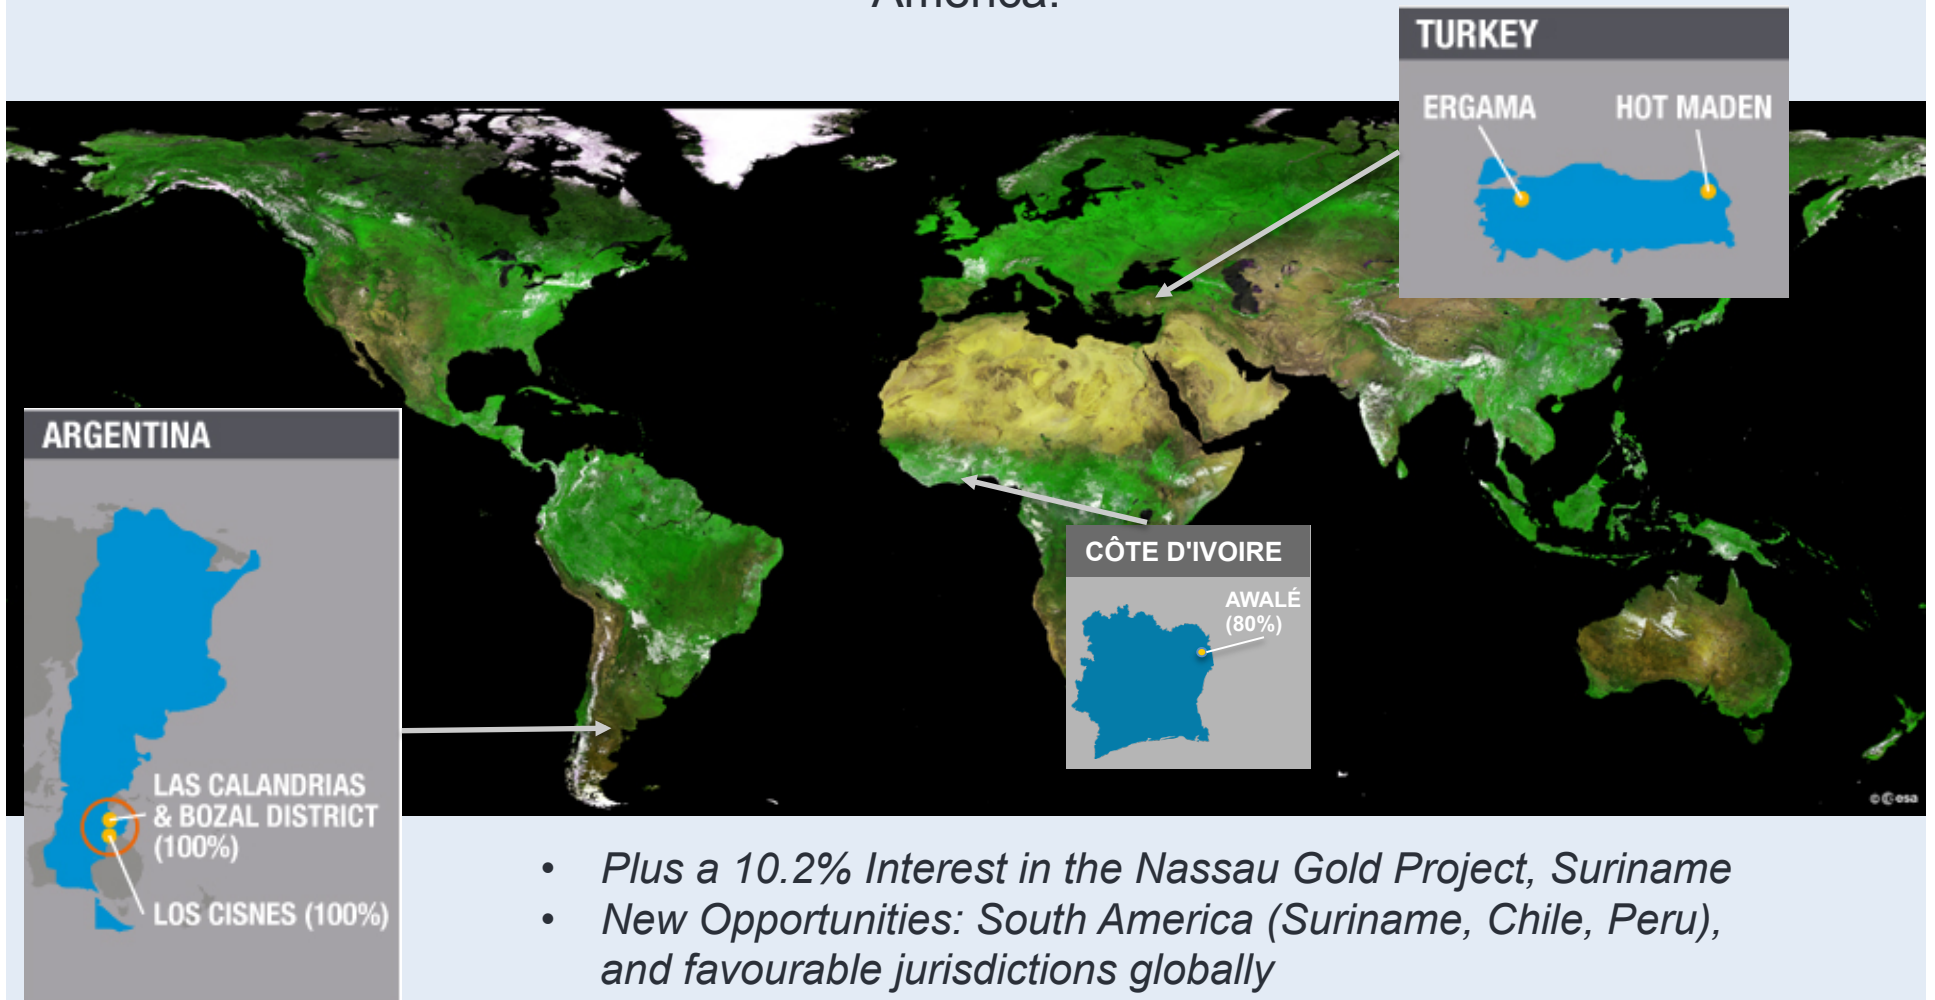 America.
TURKEY
ERGAMA
HOT MADEN
ARGENTINA
LAS CALANDRIAS
& BOZAL DISTRICT
(100%)
LOS CISNES (100%)
CÔTE D'IVOIRE
AWALÉ
(80%)
© esa
• Plus a 10.2% Interest in the Nassau Gold Project, Suriname
• New Opportunities: South America (Suriname, Chile, Peru),
and favourable jurisdictions globally